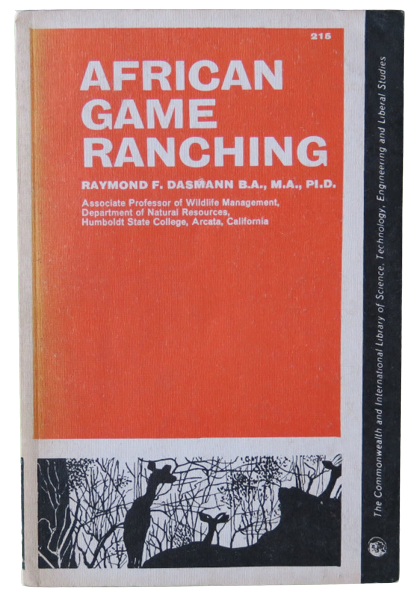 215
AFRICAN
GAME
RANCHING
RAYMOND F. DASMANN B.A., M.A., PI.D.
Associate Professor of Wildlife Management,
Department of Natural Resources,
Humboldt State College, Arcata, California
The Commonwealth and International Library of Science, Technology, Engineering and Liberal Studies